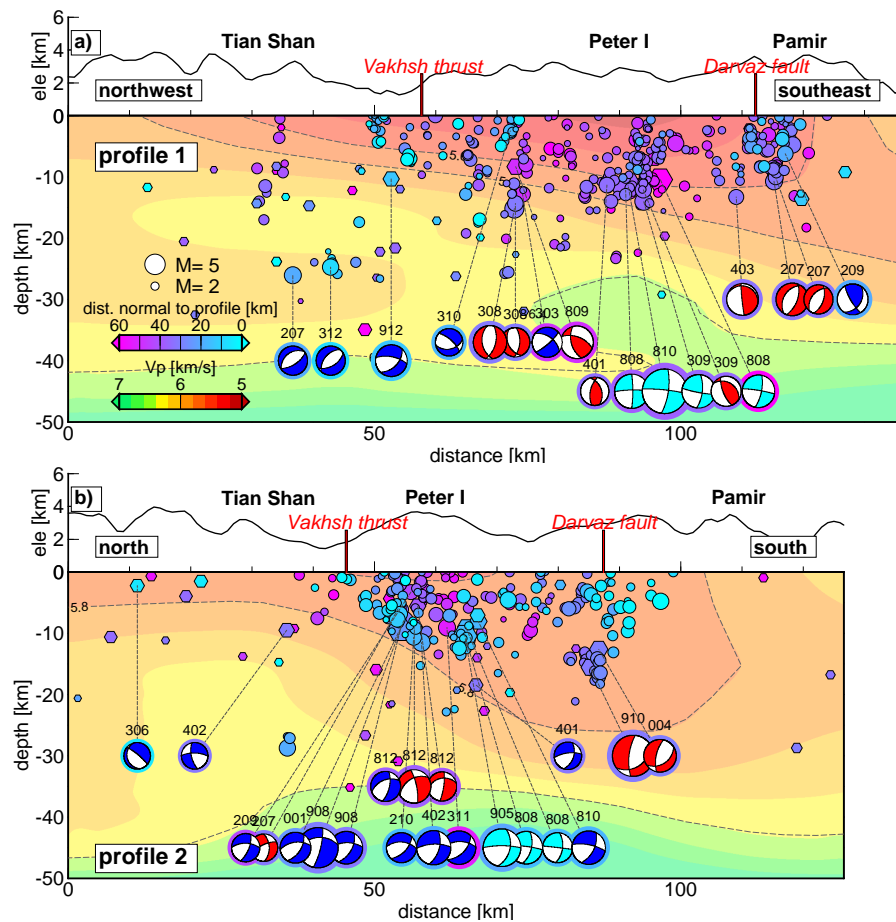 a)
Tian Shan
Peter I
Pamir
Vakhsh thrust
Darvaz fault
northwest
southeast
ele [km]
6
4
2
0
profile 1
5.8
0
-10
-20
-30
-40
-50
depth [km]
M= 5
M= 2
dist. normal to profile [km]
60 40 20 0
Vp [km/s]
7 6 5
207 312 912 310 308 303 809
401 808 810 309 309 808
403 207 207 209
0 50 100
distance [km]
b)
Tian Shan
Peter I
Pamir
Vakhsh thrust
Darvaz fault
north
south
ele [km]
6
4
2
0
5.8
5.8
0
-10
-20
-30
-40
-50
depth [km]
306 402 401 910 004
812 812 812
207 001 908 908 210 402 311 905 808 808 810
profile 2
0 50 100
distance [km]